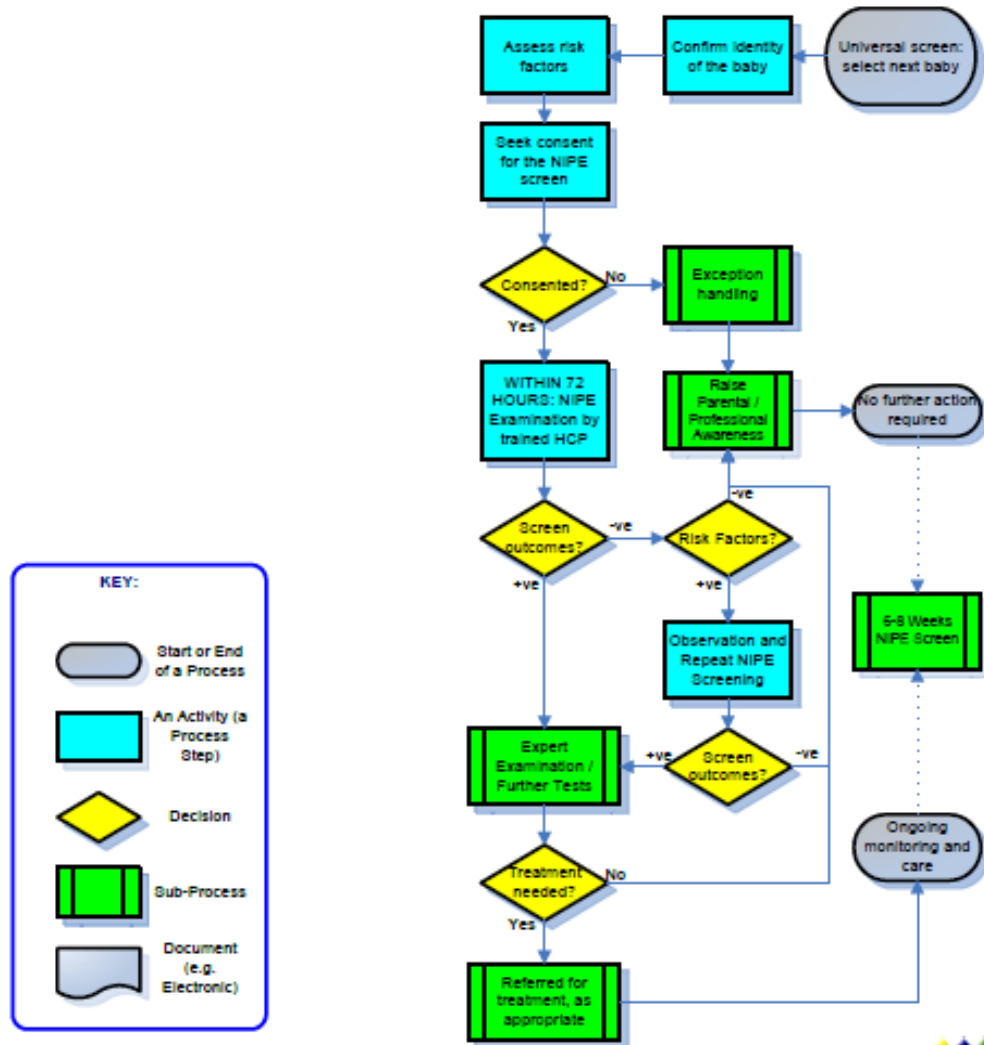 Assess risk
factors
Confirm identity
of the baby
Universal screen:
select next baby
Seek consent
for the NIPE
screen
Consented?
No
Yes
Exception
handling
WITHIN 72
HOURS: NIPE
Examination by
trained HCP
Raise
Parental /
Professional
Awareness
No further action
required
Screen
outcomes?
-ve
+ve
Risk Factors?
-ve
+ve
Observation and
Repeat NIPE
Screening
6-8 Weeks
NIPE Screen
Expert
Examination /
Further Tests
+ve
Screen
outcomes?
-ve
Treatment
needed?
No
Yes
Ongoing
monitoring and
care
Referred for
treatment, as
appropriate
KEY:
Start or End
of a Process
An Activity (a
Process
Step)
Decision
Sub-Process
Document
(e.g.
Electronic)